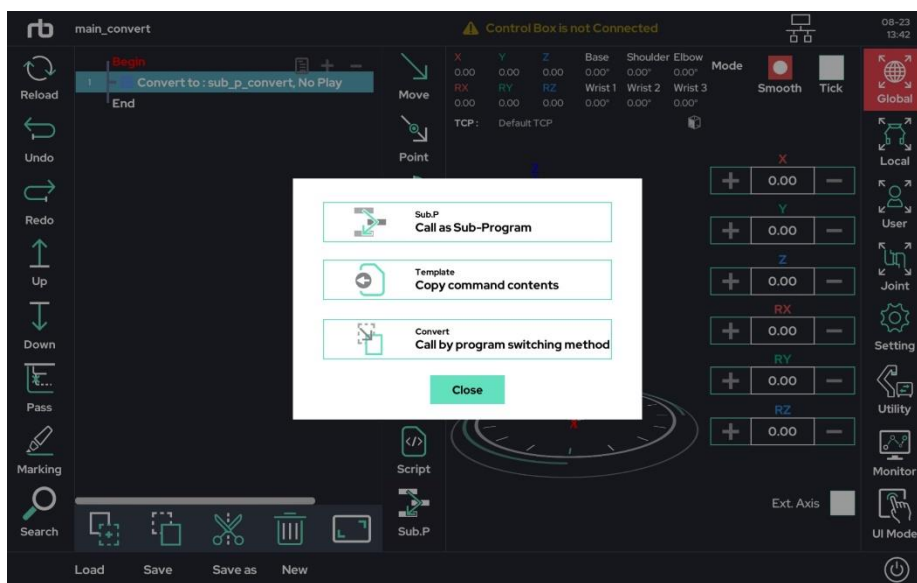 rb
main_convert
Control Box is not Connected
08-23
13:42
Reload
Undo
Redo
Up
Down
Pass
Marking
Search
Begin
1 Convert to : sub_p_convert, No Play
End
Move
Point
Script
Sub.P
X Y Z Base Shoulder Elbow
0.00 0.00 0.00 0.00° 0.00° 0.00°
RX RY RZ Wrist 1 Wrist 2 Wrist 3
0.00 0.00 0.00 0.00° 0.00° 0.00°
TCP : Default TCP
Mode
Smooth Tick
Sub.P
Call as Sub-Program
Template
Copy command contents
Convert
Call by program switching method
Close
X
X
+ 0.00 −
Y
+ 0.00 −
Z
+ 0.00 −
RX
+ 0.00 −
RY
+ 0.00 −
RZ
+ 0.00 −
Ext. Axis
Global
Local
User
Joint
Setting
Utility
Monitor
UI Mode
Load Save Save as New